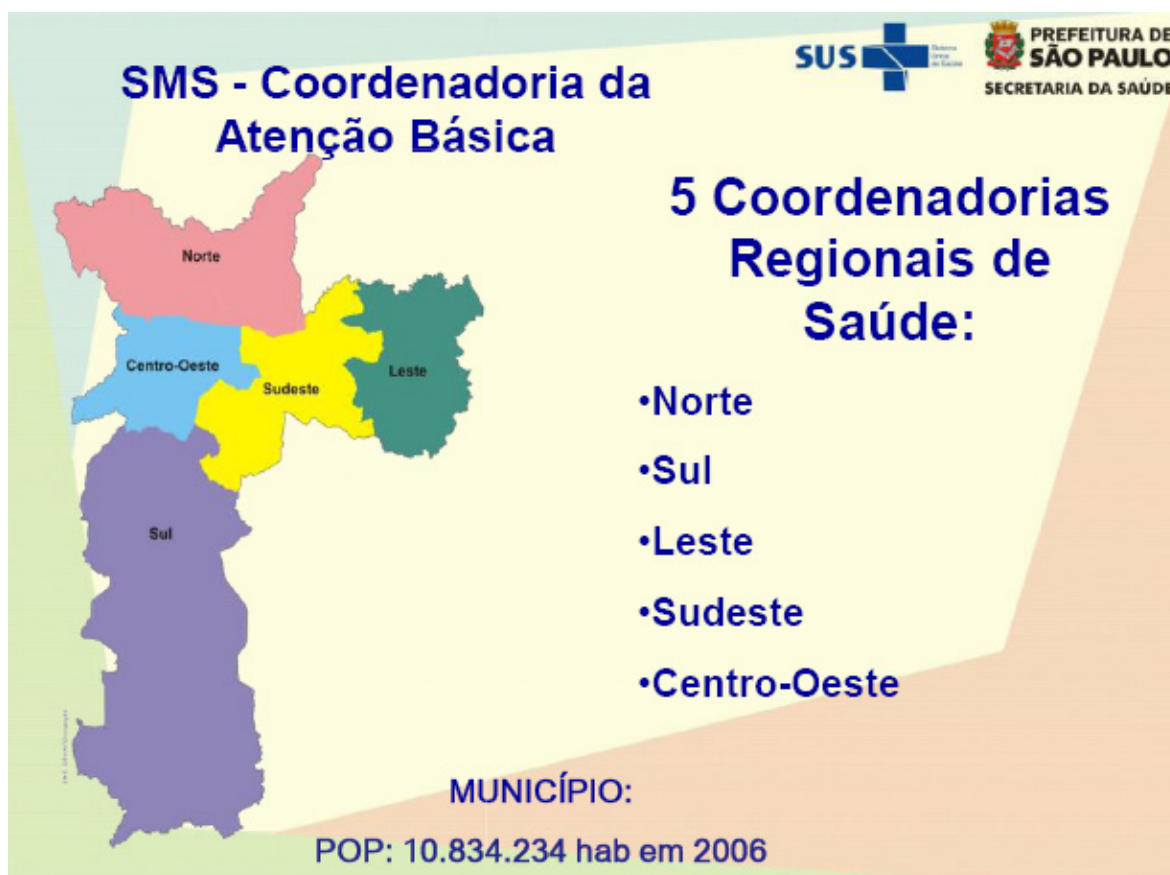 SUS
PREFEITURA DE
SÃO PAULO
SECRETARIA DA SAÚDE
SMS - Coordenadoria da
Atenção Básica
Norte
Centro-Oeste
Sudeste
Leste
Sul
5 Coordenadorias
Regionais de
Saúde:
•Norte
•Sul
•Leste
•Sudeste
•Centro-Oeste
MUNICÍPIO:
POP: 10.834.234 hab em 2006